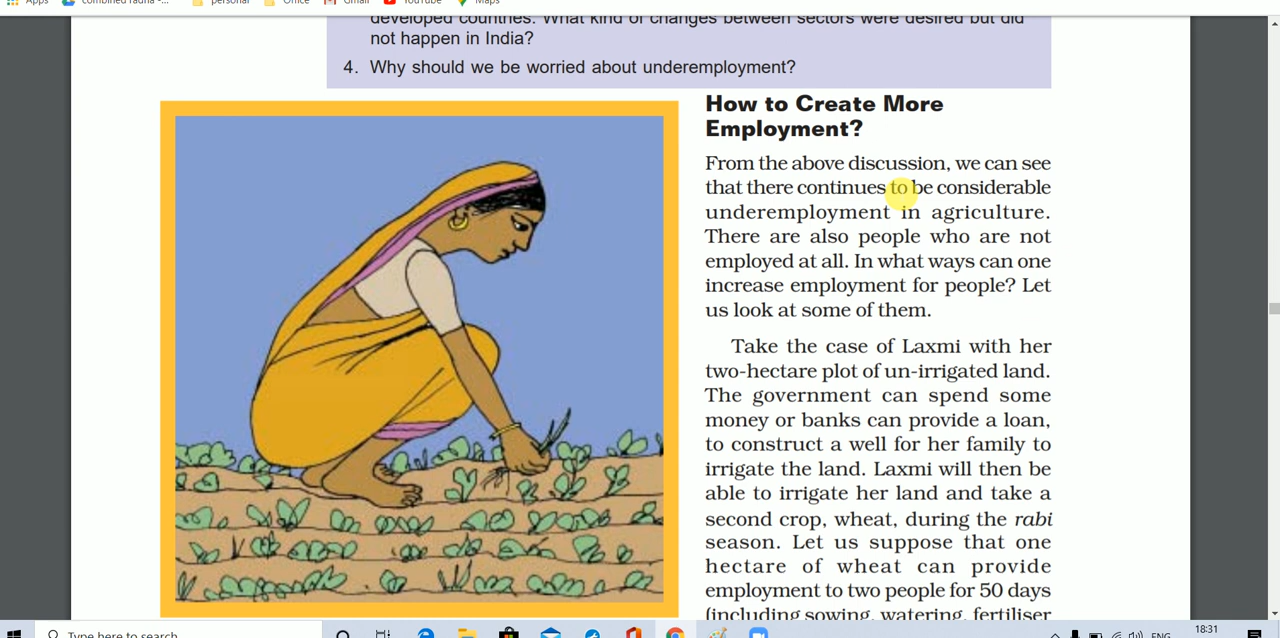 Apps combined radha -... personal Office Gmail YouTube Maps
developed countries. What kind of changes between sectors were desired but did
not happen in India?
4. Why should we be worried about underemployment?
How to Create More
Employment?
From the above discussion, we can see
that there continues to be considerable
underemployment in agriculture.
There are also people who are not
employed at all. In what ways can one
increase employment for people? Let
us look at some of them.
Take the case of Laxmi with her
two-hectare plot of un-irrigated land.
The government can spend some
money or banks can provide a loan,
to construct a well for her family to
irrigate the land. Laxmi will then be
able to irrigate her land and take a
second crop, wheat, during the rabi
season. Let us suppose that one
hectare of wheat can provide
employment to two people for 50 days
(including sowing, watering, fertiliser
Type here to search
ENG
18:31